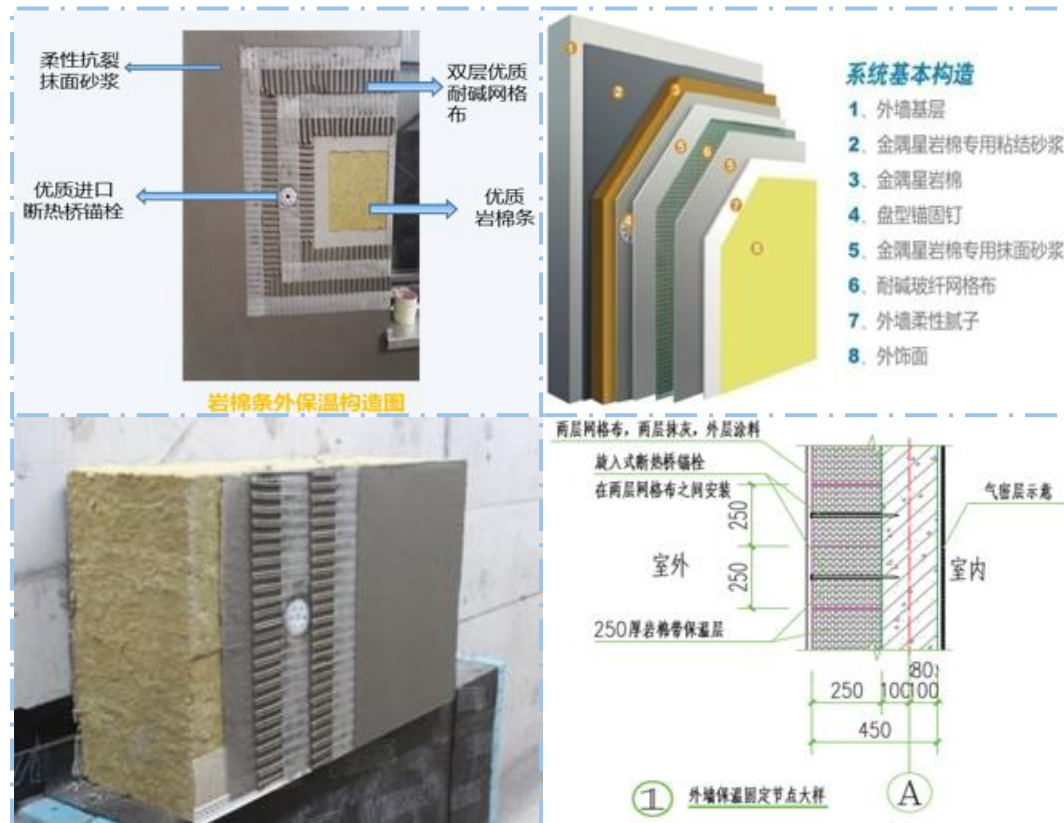 柔性抗裂
抹面砂浆
双层优质
耐碱网格
布
优质进口
断热桥锚栓
优质
岩棉条
岩棉条外保温构造图
系统基本构造
1、外墙基层
2、金隅星岩棉专用粘结砂浆
3、金隅星岩棉
4、盘型锚固钉
5、金隅星岩棉专用抹面砂浆
6、耐碱玻纤网格布
7、外墙柔性腻子
8、外饰面
1
2
3
4
5
6
5
7
8
两层网格布，两层抹灰，外层涂料
旋入式断热桥锚栓
在两层网格布之间安装
气密层示意
250
250
室外
室内
250厚岩棉带保温层
80
250
100
100
450
1
外墙保温固定节点大样
A